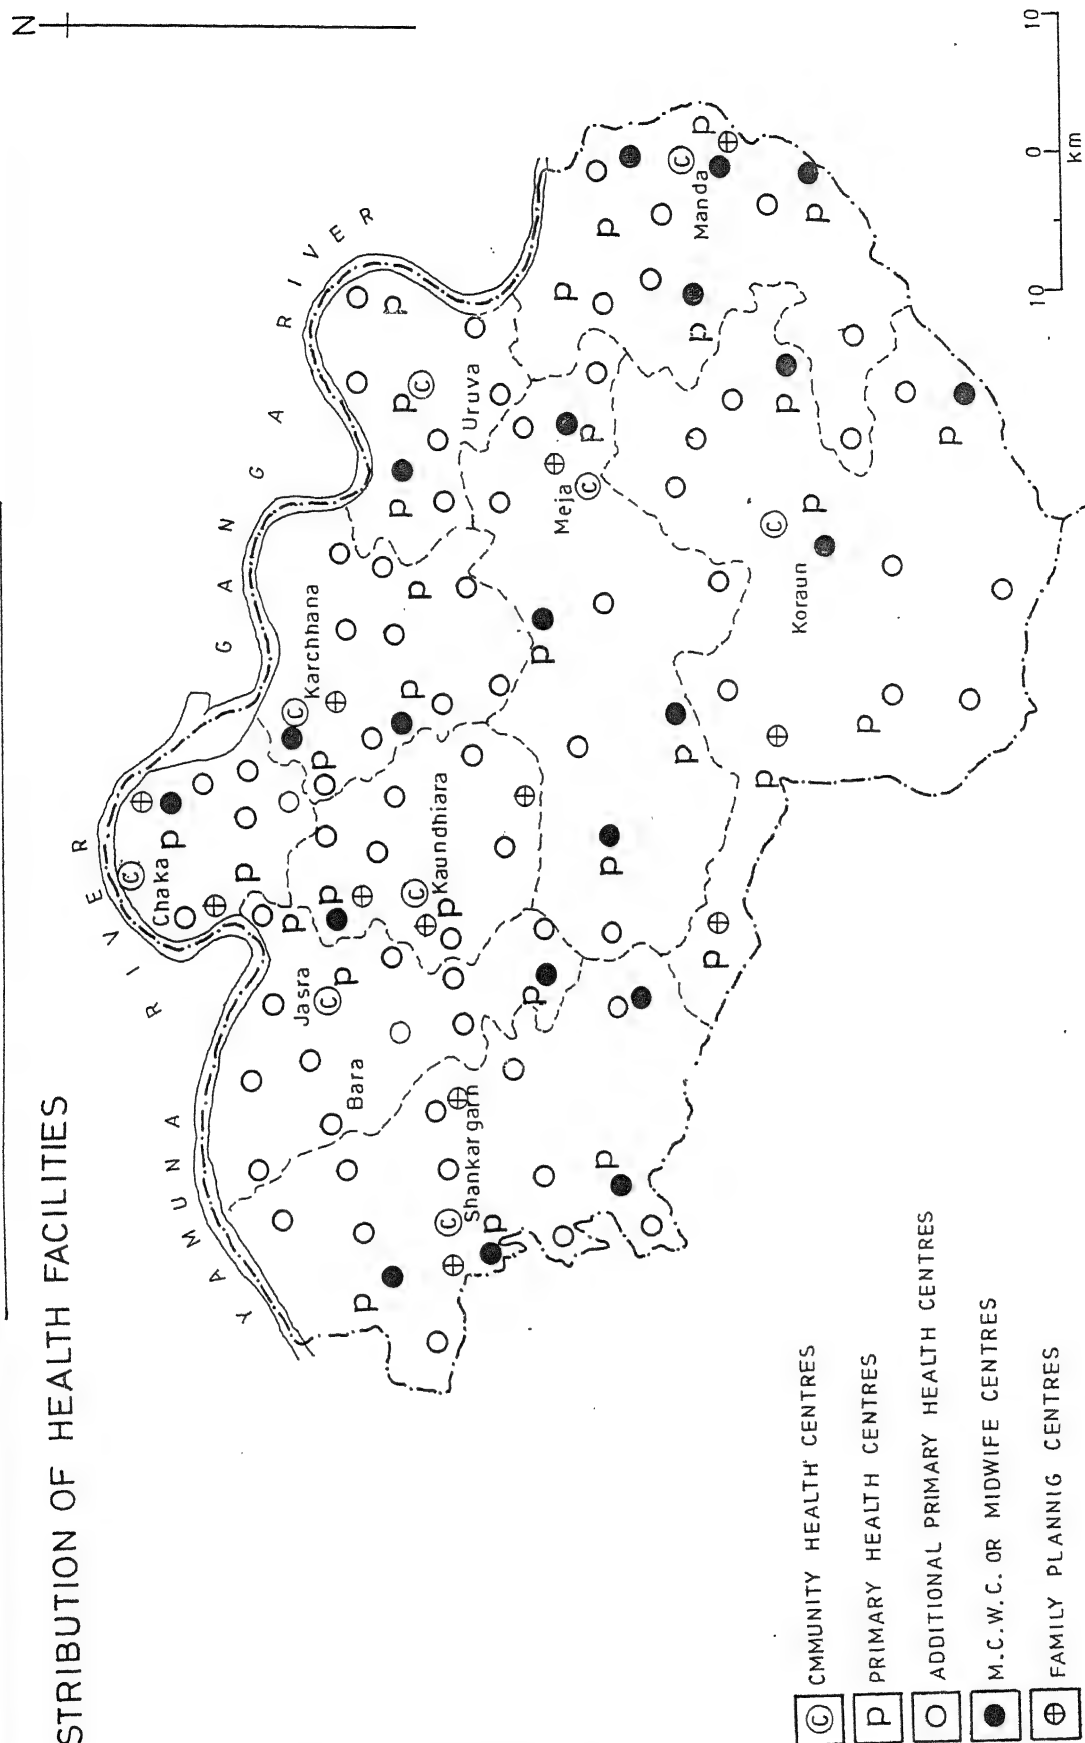 STRIBUTION OF HEALTH FACILITIES
N
YAMUNA RIVER
GANGA RIVER
Chaka
Karchhana
Jasra
Bara
Kaundhiara
Uruva
Shankargarh
Meja
Manda
Koraun
C CMMUNITY HEALTH CENTRES
P PRIMARY HEALTH CENTRES
ADDITIONAL PRIMARY HEALTH CENTRES
M.C.W.C. OR MIDWIFE CENTRES
FAMILY PLANNIG CENTRES
10 0 10
km